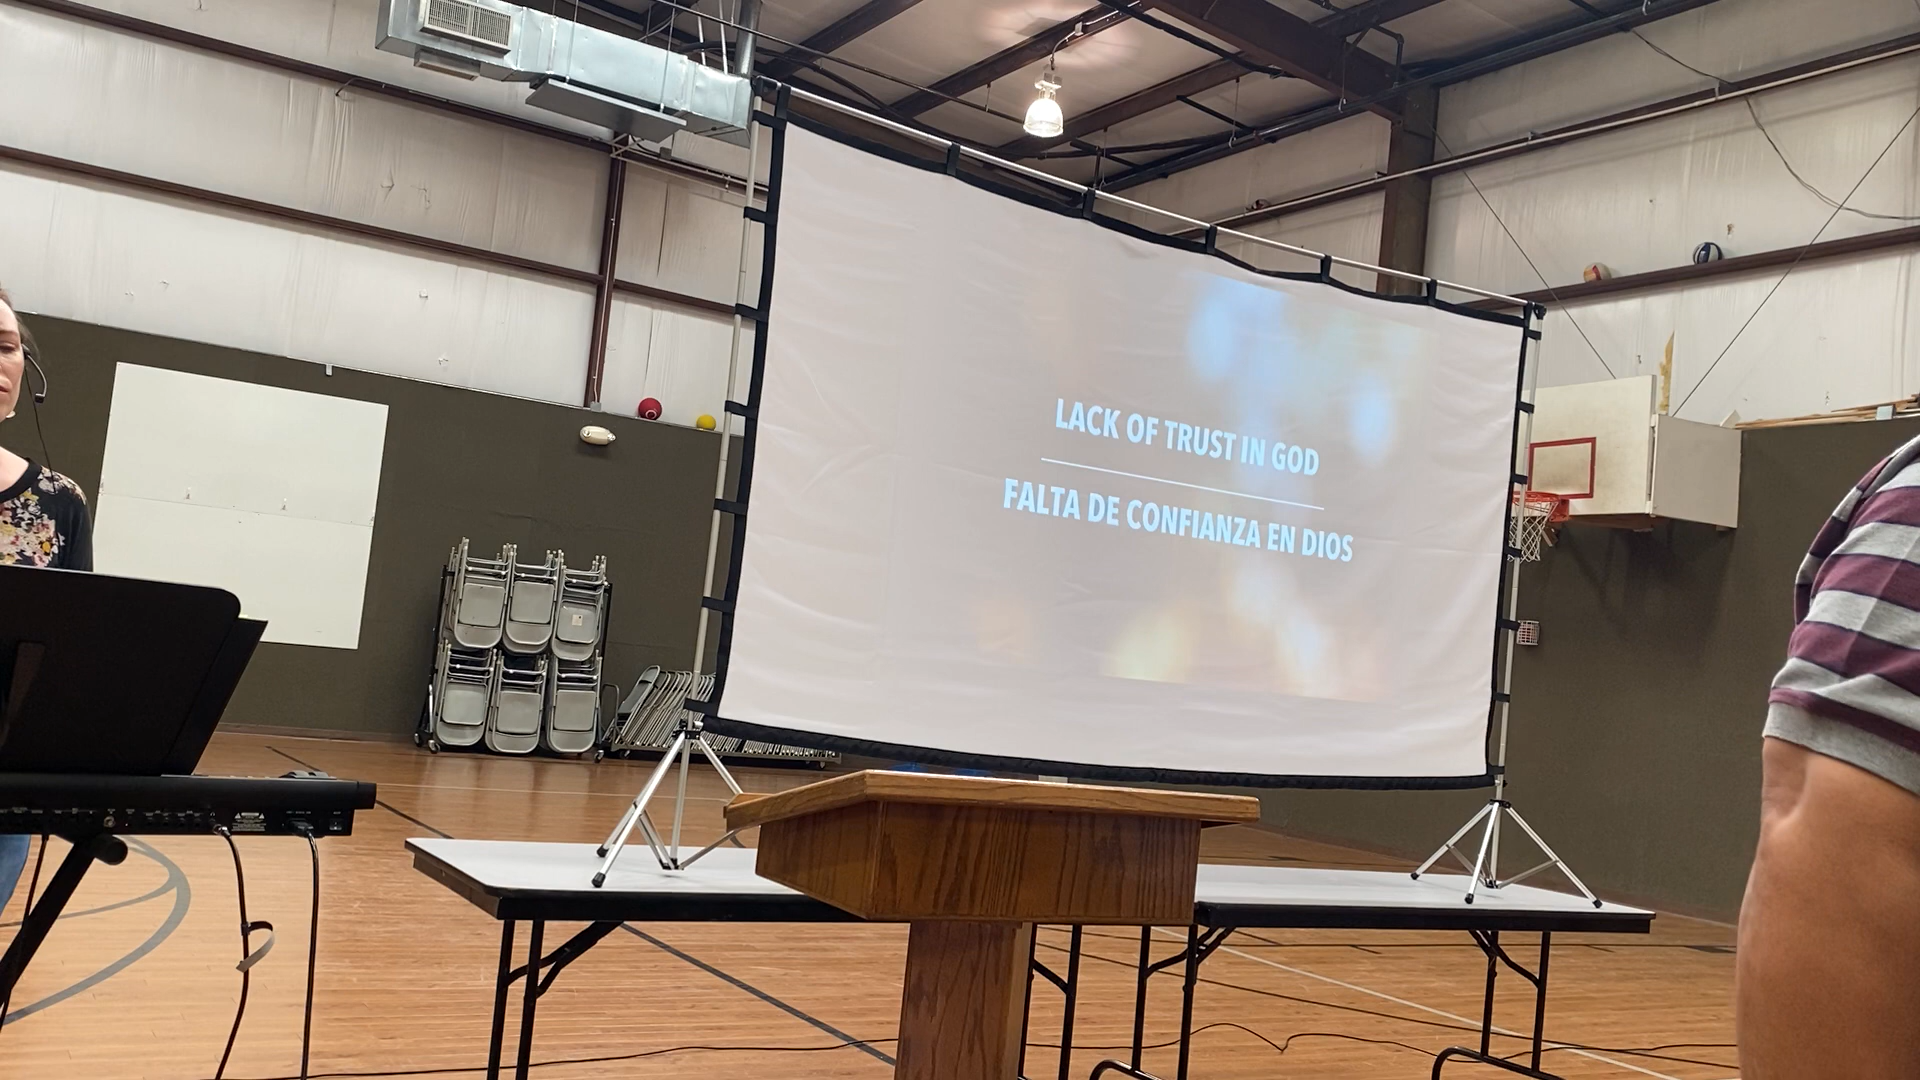 LACK OF TRUST IN GOD
FALTA DE CONFIANZA EN DIOS